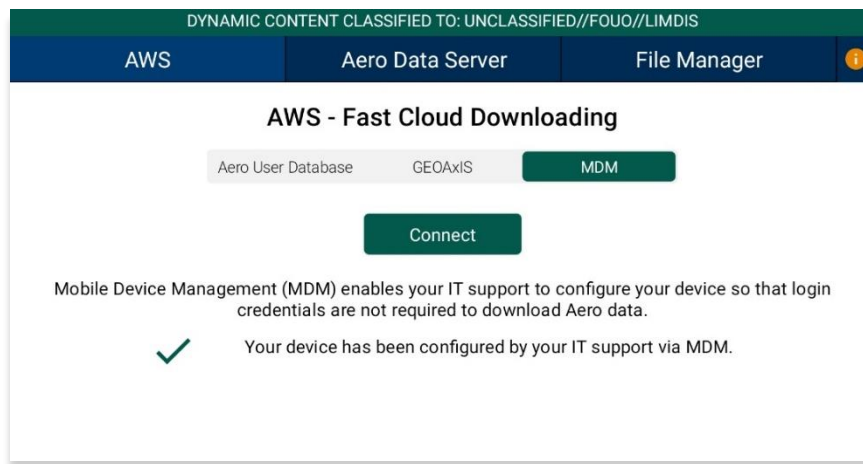 DYNAMIC CONTENT CLASSIFIED TO: UNCLASSIFIED//FOUO//LIMDIS
AWS Aero Data Server File Manager i
AWS - Fast Cloud Downloading
Aero User Database GEOAxIS MDM
Connect
Mobile Device Management (MDM) enables your IT support to configure your device so that login
credentials are not required to download Aero data.
Your device has been configured by your IT support via MDM.